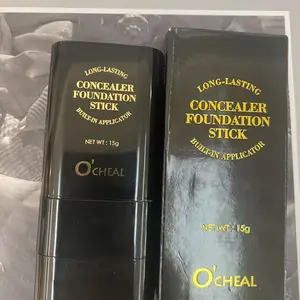 LONG-LASTING
CONCEALER
FOUNDATION
STICK
BUILT-IN APPLICATOR
NET WT : 15g
O'CHEAL
LONG-LASTING
CONCEALER
FOUNDATION
STICK
BUILT-IN APPLICATOR
NET WT : 15g
O'CHEAL